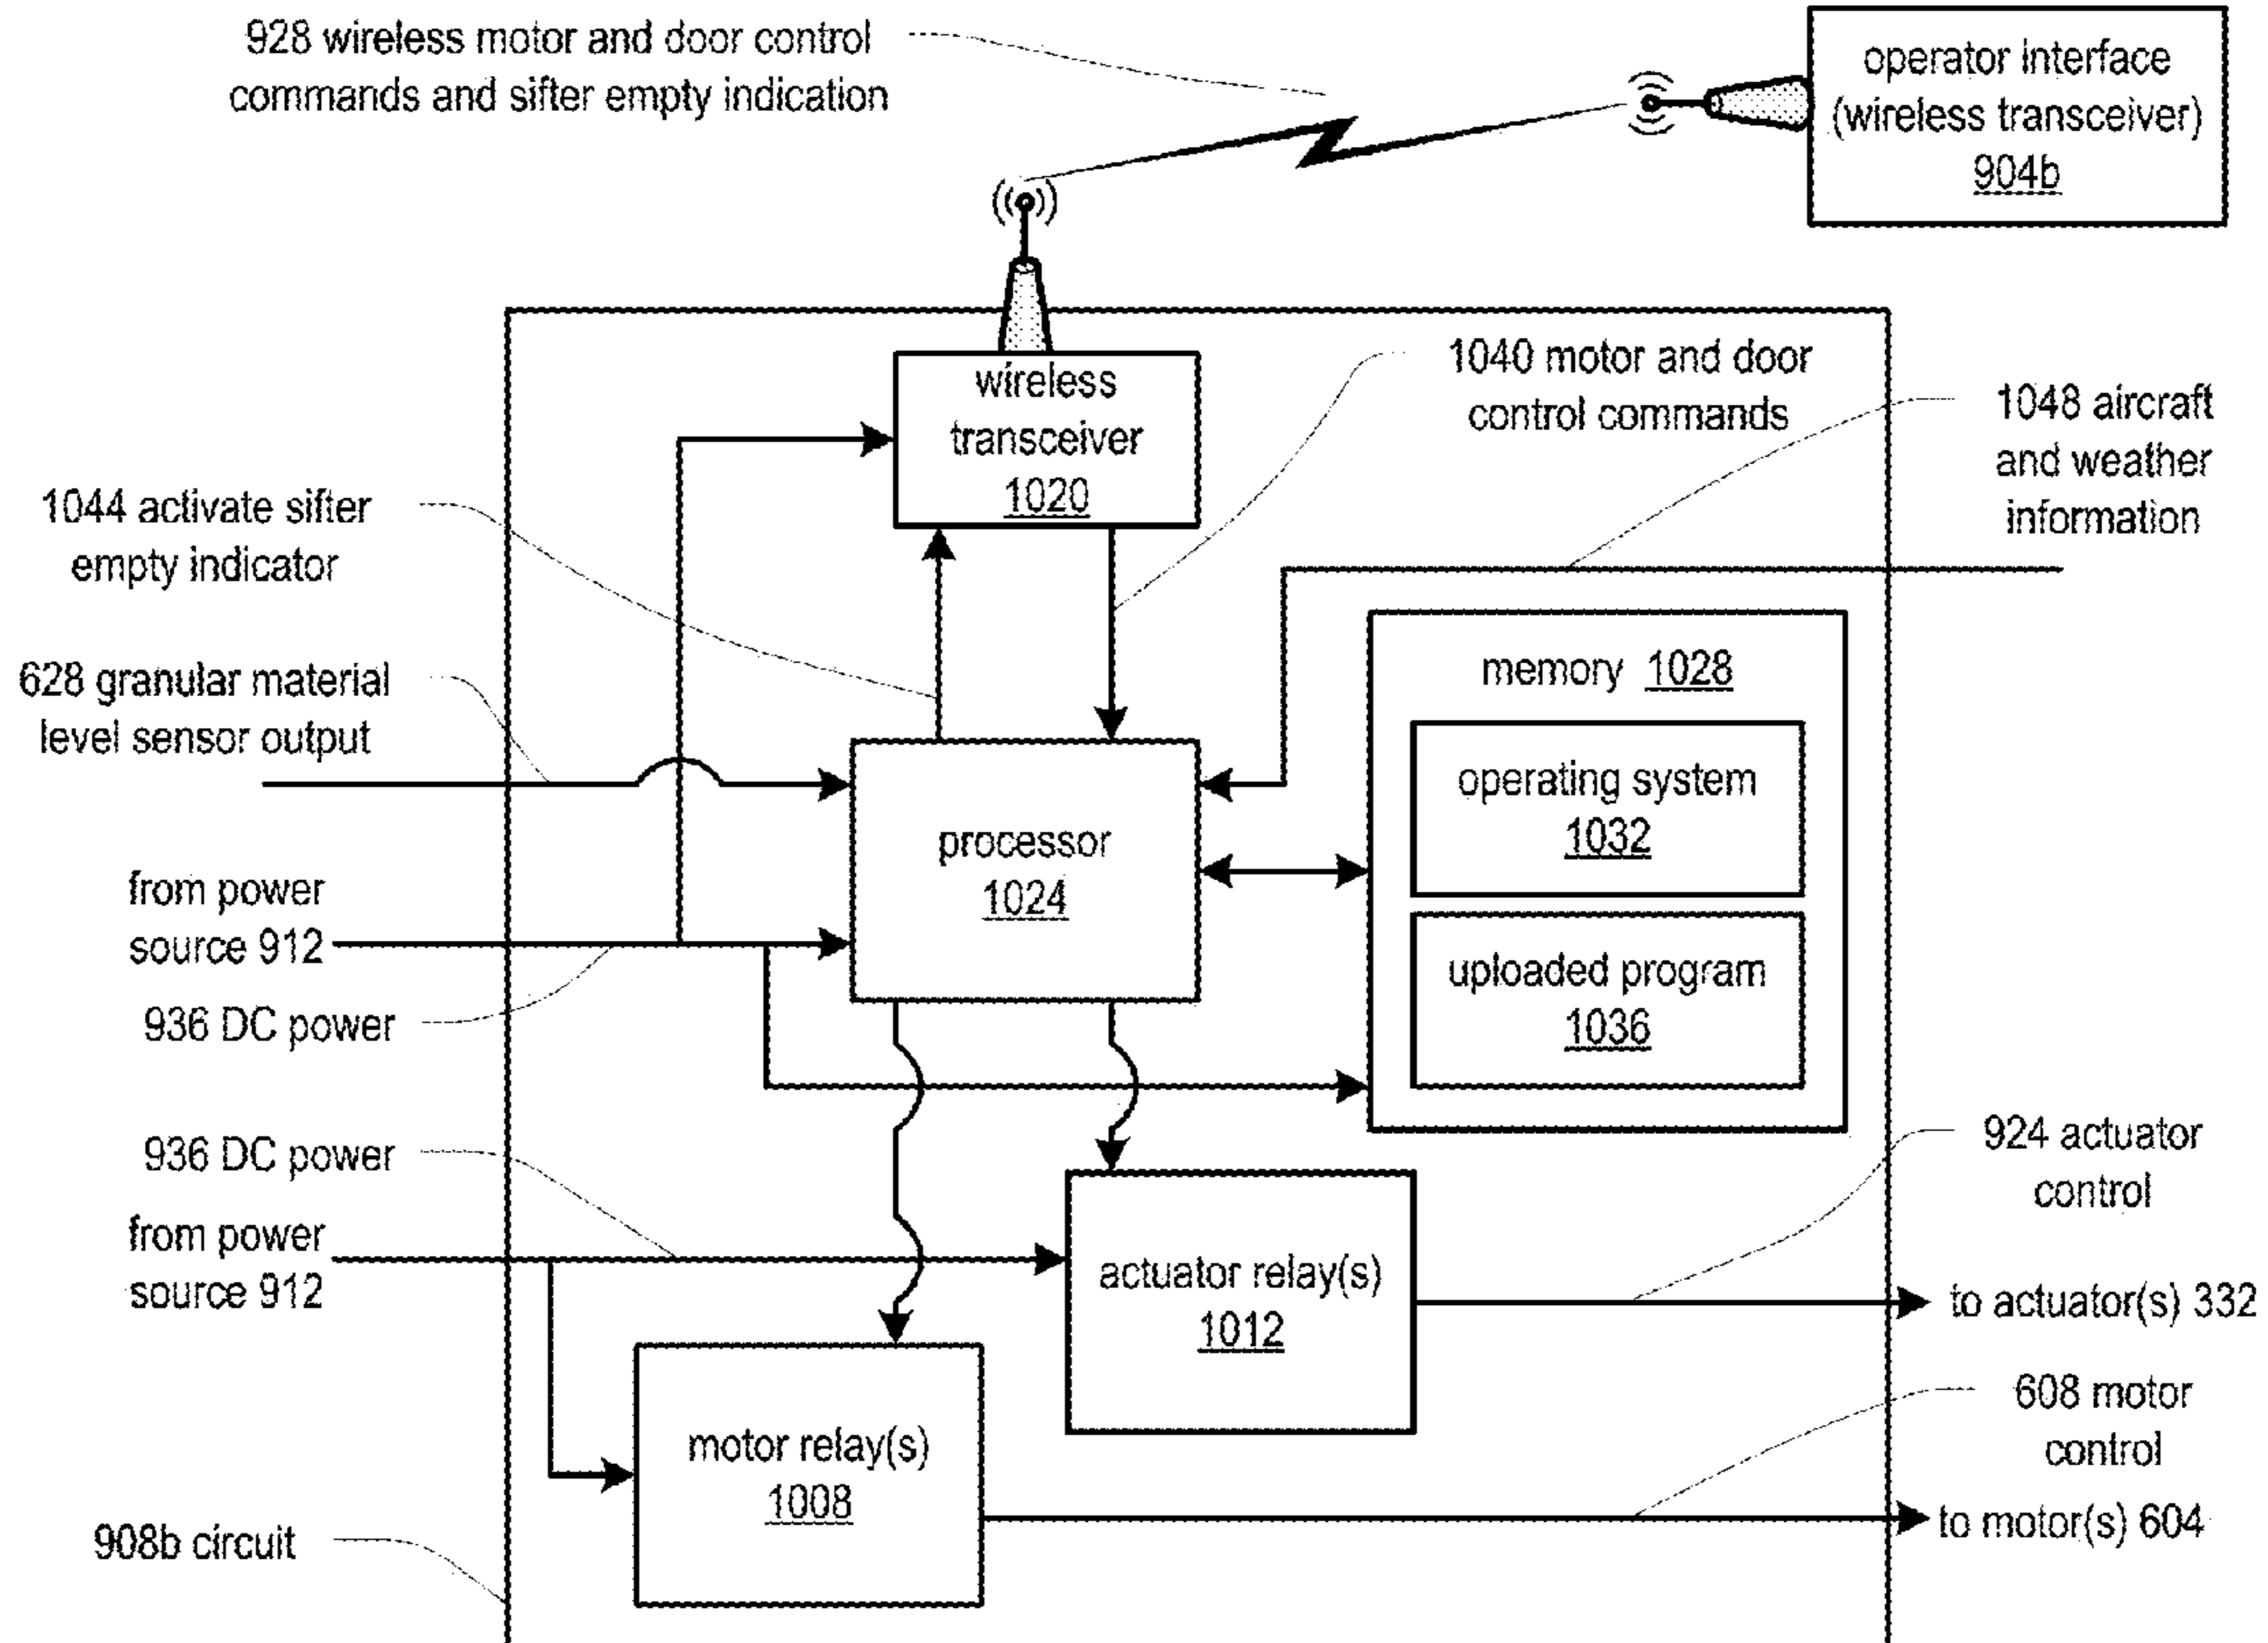 928 wireless motor and door control
commands and sifter empty indication
operator interface
(wireless transceiver)
904b
wireless
transceiver
1020
1040 motor and door
control commands
1048 aircraft
and weather
information
1044 activate sifter
empty indicator
628 granular material
level sensor output
memory 1028
operating system
1032
uploaded program
1036
processor
1024
from power
source 912
936 DC power
936 DC power
from power
source 912
actuator relay(s)
1012
924 actuator
control
to actuator(s) 332
motor relay(s)
1008
608 motor
control
to motor(s) 604
908b circuit